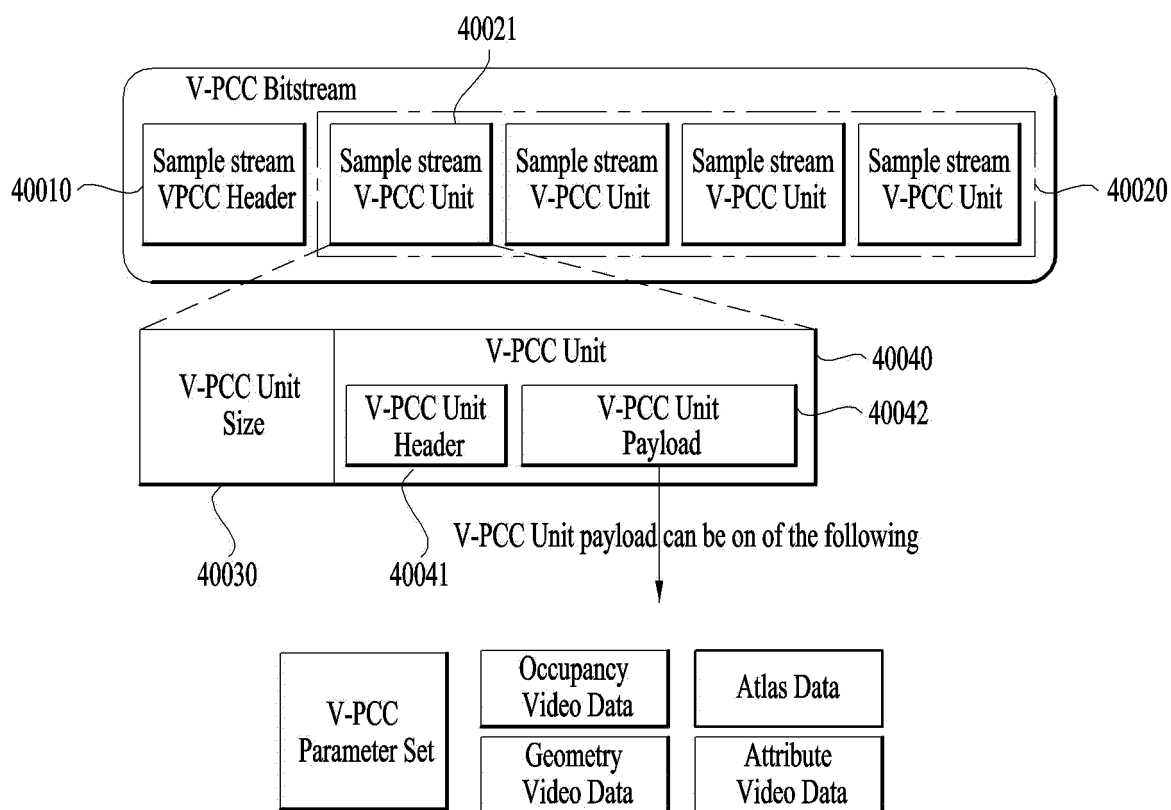 40021
V-PCC Bitstream
Sample stream
VPCC Header
Sample stream
V-PCC Unit
Sample stream
V-PCC Unit
Sample stream
V-PCC Unit
Sample stream
V-PCC Unit
40010
40020
V-PCC Unit
Size
V-PCC Unit
40040
V-PCC Unit
Header
V-PCC Unit
Payload
40042
V-PCC Unit payload can be on of the following
40030
40041
V-PCC
Parameter Set
Occupancy
Video Data
Atlas Data
Geometry
Video Data
Attribute
Video Data